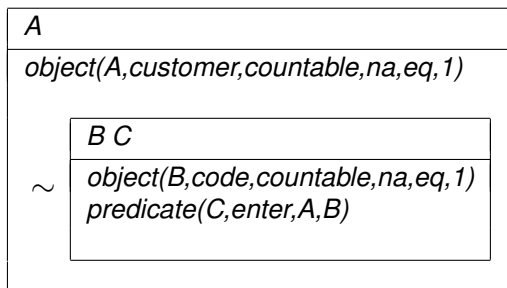 A
object(A,customer,countable,na,eq,1)
B C
∼ object(B,code,countable,na,eq,1)
predicate(C,enter,A,B)